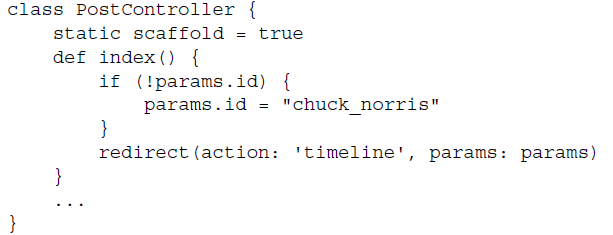 class PostController {
    static scaffold = true
    def index() {
        if (!params.id) {
            params.id = "chuck_norris"
        }
        redirect(action: 'timeline', params: params)
    }
    ...
}